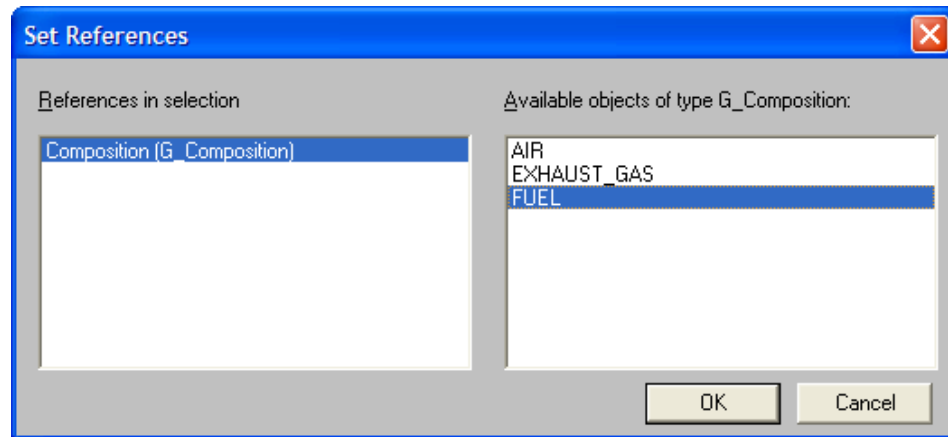 Set References
References in selection
Available objects of type G_Composition:
Composition (G_Composition)
AIR
EXHAUST_GAS
FUEL
OK
Cancel